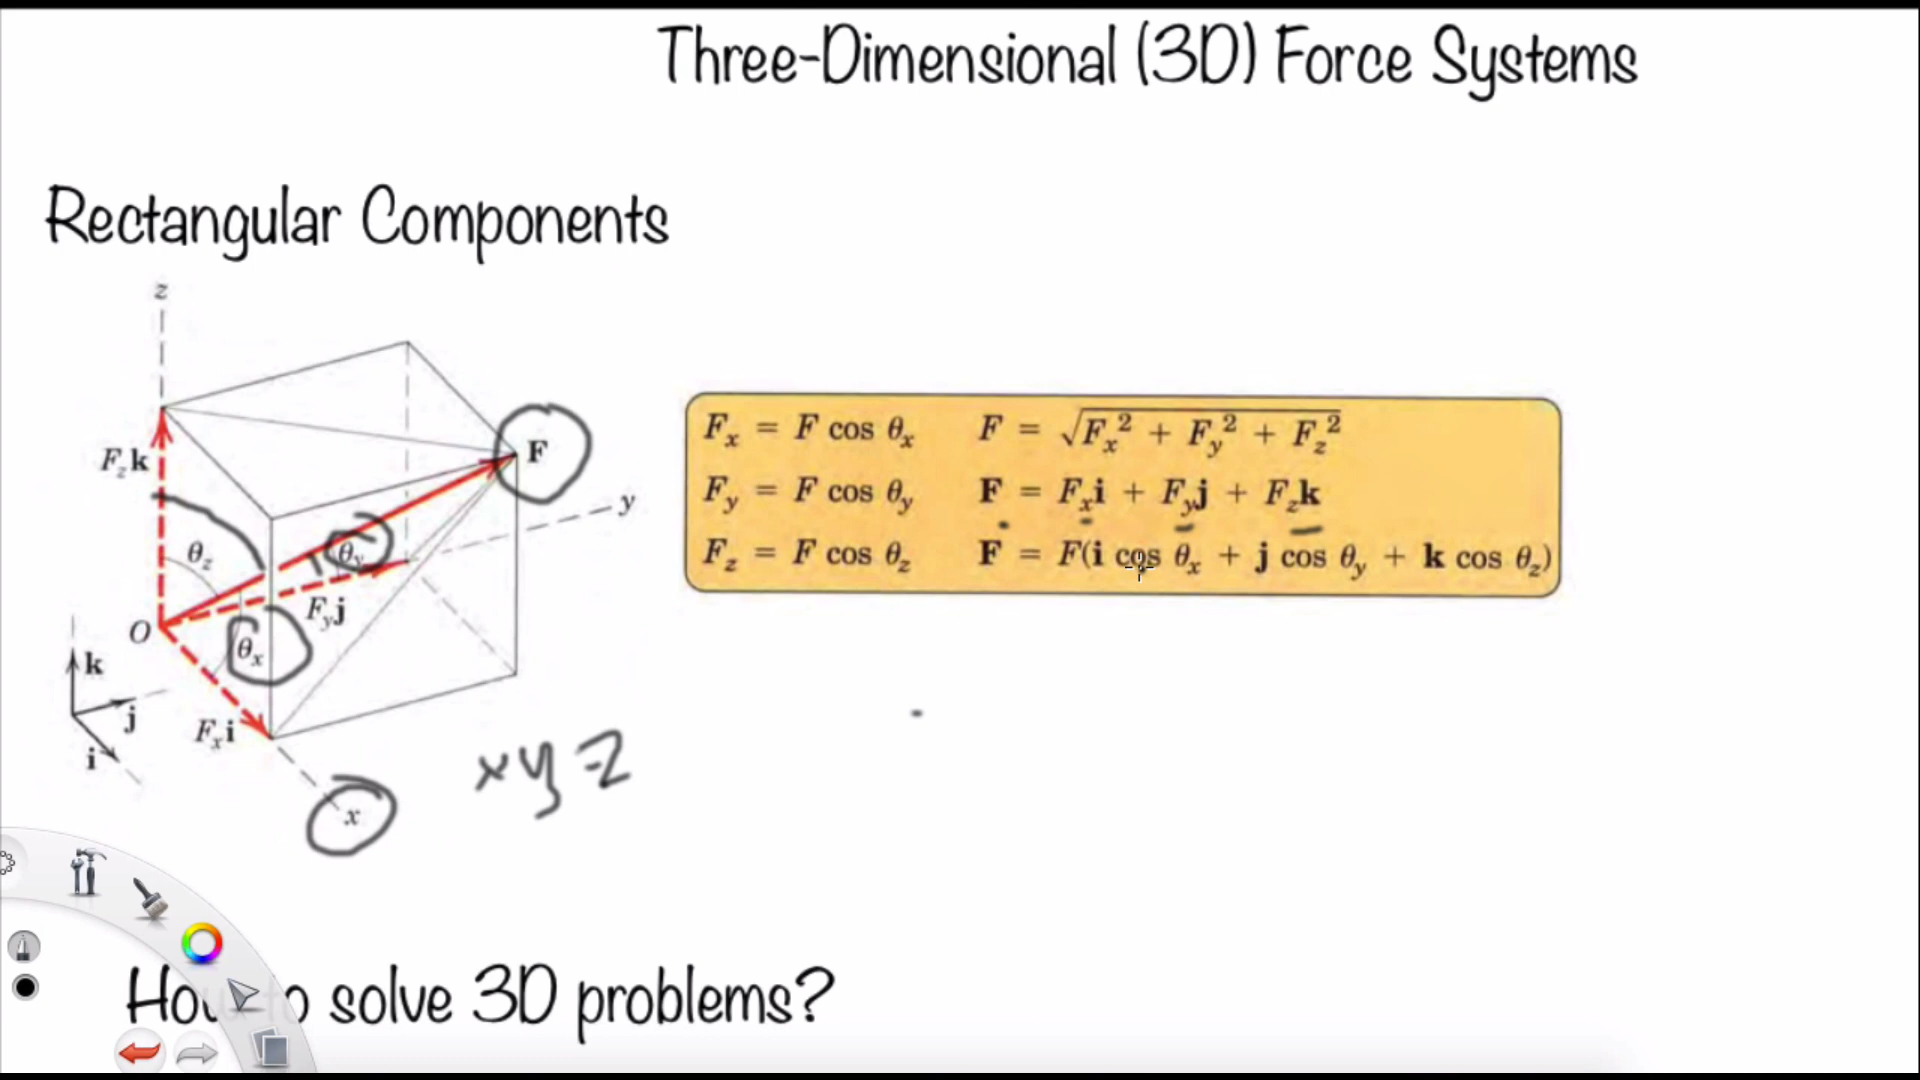 Three-Dimensional (3D) Force Systems
Rectangular Components
z
F
F_z k
y
θ_z
θ_y
F_y j
O
θ_x
k
j
i
F_x i
x
x y z
F_x = F cos θ_x F = √F_x² + F_y² + F_z²
F_y = F cos θ_y F = F_x i + F_y j + F_z k
F_z = F cos θ_z F = F(i cos θ_x + j cos θ_y + k cos θ_z)
solve 3D problems?